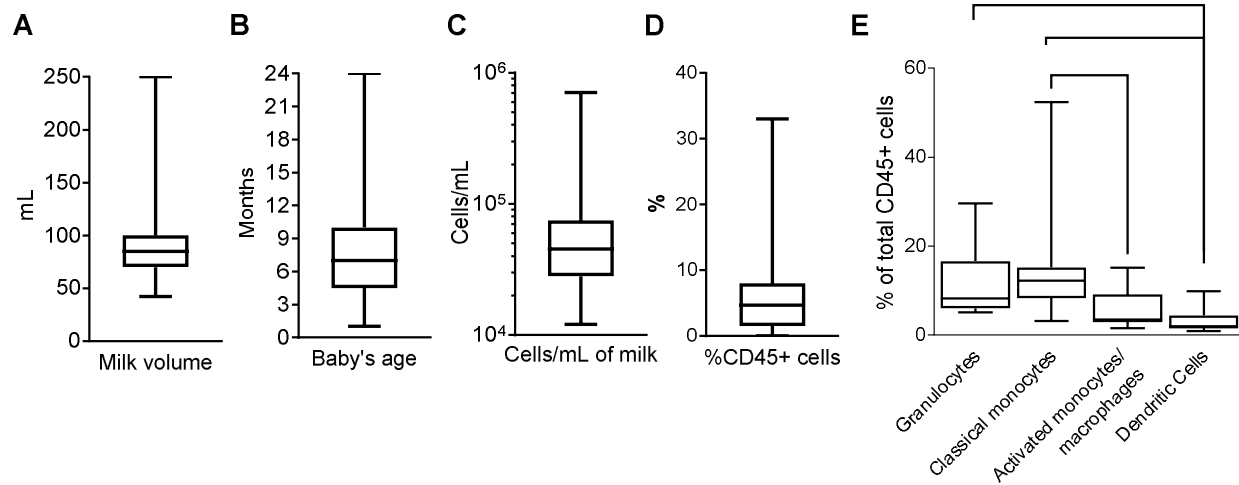 A
mL
250
200
150
100
50
0
Milk volume
B
Months
24
21
18
15
12
9
6
3
0
Baby's age
C
Cells/mL
10⁶
10⁵
10⁴
Cells/mL of milk
D
%
40
30
20
10
0
%CD45+ cells
E
% of total CD45+ cells
60
40
20
0
Granulocytes
Classical monocytes
Activated monocytes/
macrophages
Dendritic Cells